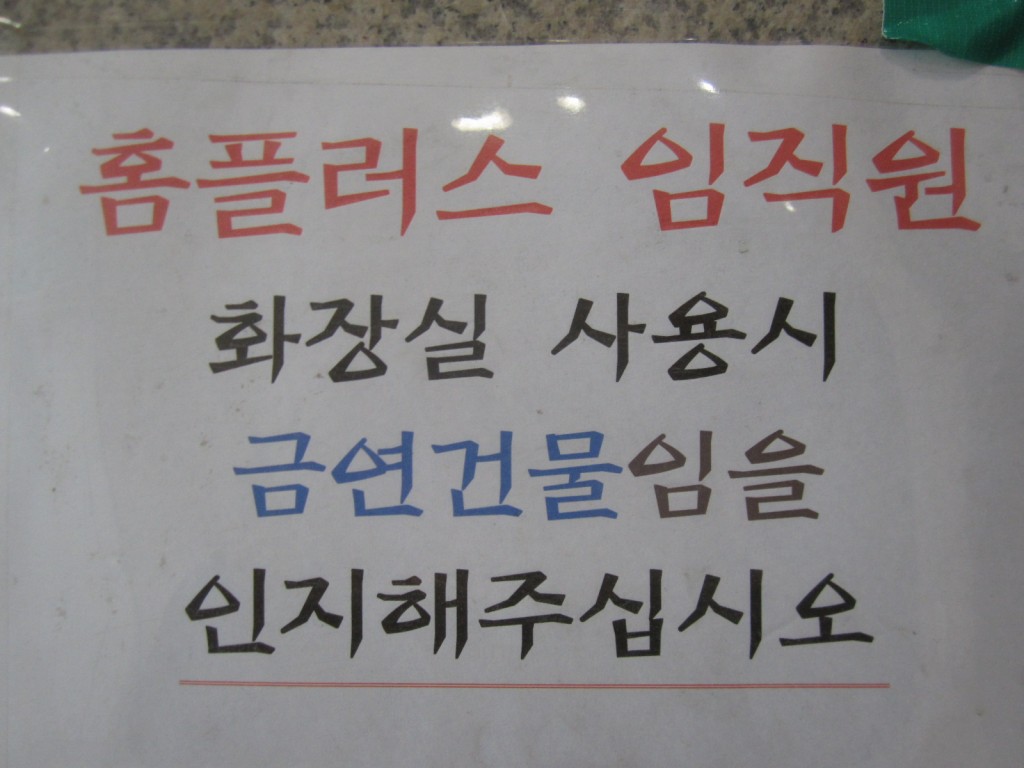 홈플러스 임직원
화장실 사용시
금연건물임을
인지해주십시오